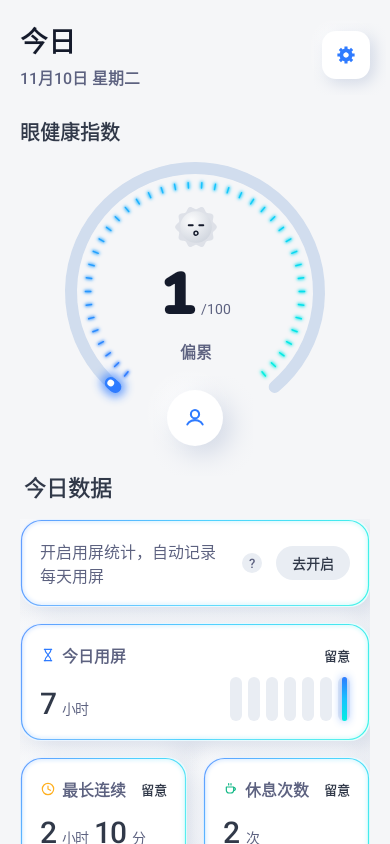 今日
11月10日 星期二
眼健康指数
1 /100
偏累
今日数据
开启用屏统计，自动记录
每天用屏
? 去开启
今日用屏 留意
7 小时
最长连续 留意 休息次数 留意
2 小时 10 分 2 次